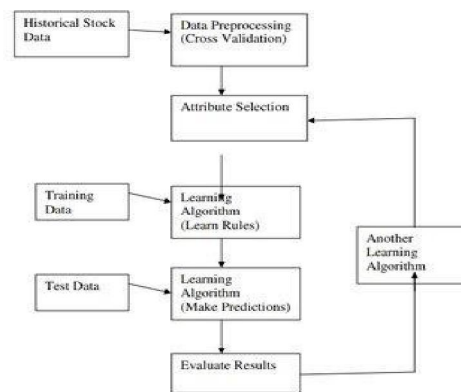 Historical Stock
Data
Data Preprocessing
(Cross Validation)
Attribute Selection
Training
Data
Learning
Algorithm
(Learn Rules)
Another
Learning
Algorithm
Test Data
Learning
Algorithm
(Make Predictions)
Evaluate Results